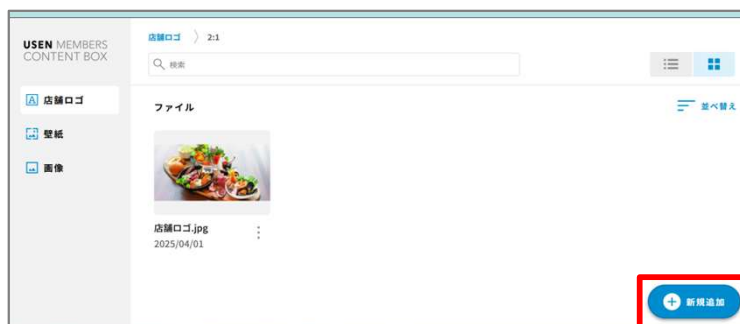 USEN MEMBERS
CONTENT BOX
店舗ロゴ
壁紙
画像
店舗ロゴ 〉 2:1
検索
ファイル
並べ替え
店舗ロゴ.jpg
2025/04/01
新規追加